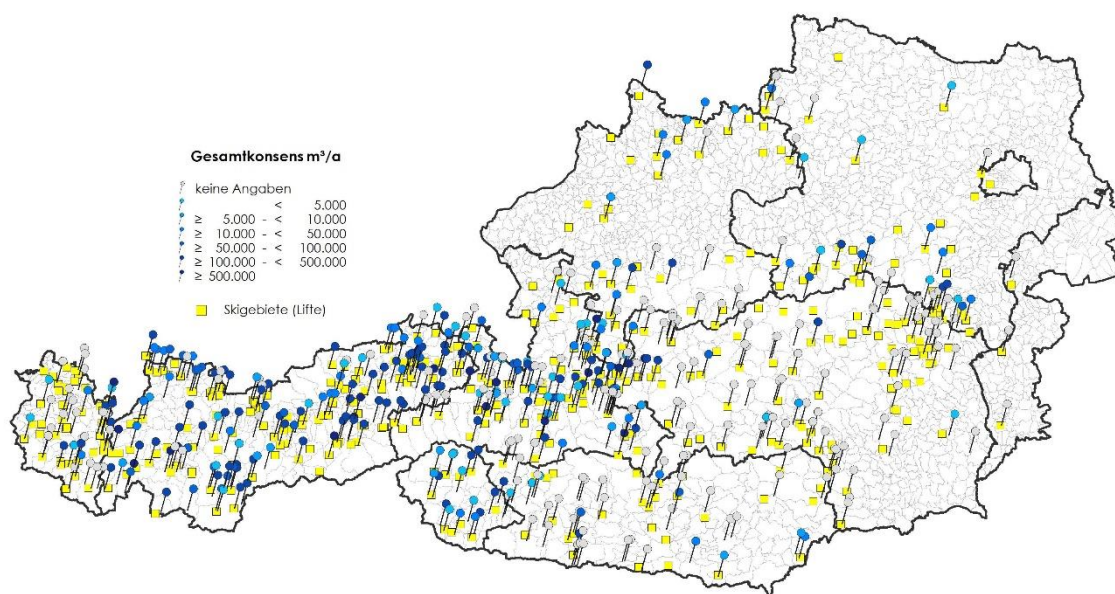 Gesamtkonsens m³/a
keine Angaben
< 5.000
≥ 5.000 - < 10.000
≥ 10.000 - < 50.000
≥ 50.000 - < 100.000
≥ 100.000 - < 500.000
≥ 500.000
Skigebiete (Lifte)